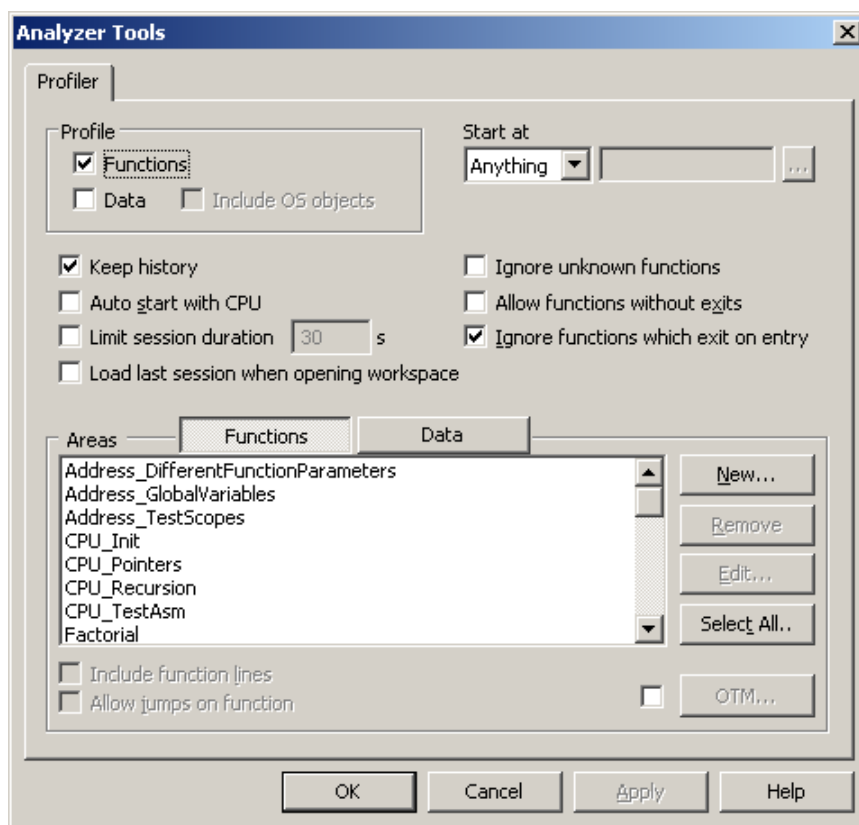 Analyzer Tools
Profiler
Profile
Functions
Data Include OS objects
Start at
Anything ...
Keep history
Auto start with CPU
Limit session duration 30 s
Load last session when opening workspace
Ignore unknown functions
Allow functions without exits
Ignore functions which exit on entry
Areas Functions Data
Address_DifferentFunctionParameters
Address_GlobalVariables
Address_TestScopes
CPU_Init
CPU_Pointers
CPU_Recursion
CPU_TestAsm
Factorial
New...
Remove
Edit...
Select All..
Include function lines
Allow jumps on function
OTM...
OK Cancel Apply Help